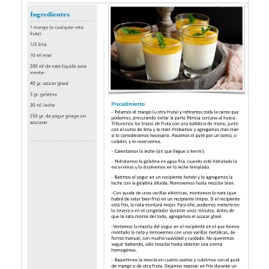 Ingredientes
1 mango (o cualquier otra
fruta)
1/2 lima
10 ml miel
200 ml de nata líquida para
montar
40 gr. azúcar glasé
5 gr. gelatina
30 ml. leche
250 gr. de yogur griego sin
azucarar
Procedimiento
- Pelamos el mango (u otra fruta) y retiramos toda la carne que
podamos, procurando evitar la parte fibrosa cercana al hueso.
Trituramos los trozos de fruta con una batidora de mano, junto
con el zumo de lima y la miel. Probamos y agregamos más miel
si lo consideramos necesario. Pasamos el puré por un tamiz, o
colador, y lo reservamos.
- Calentamos la leche (sin que llegue a hervir).
- Hidratamos la gelatina en agua fría, cuando esté hidratada la
escurrimos y la disolvemos en la leche templada.
- Batimos el yogur en un recipiente hondo y lo agregamos la
leche con la gelatina diluida. Removemos hasta mezclar bien.
-Con ayuda de unas varillas eléctricas, montamos la nata (que
habrá de estar bien fría) en un recipiente limpio. Si el recipiente
está frío, la nata montará mejor. Para ello, podemos meterlo en
la nevera o en el congelador durante unos minutos. Antes de
que la nata monte del todo, agregamos el azúcar glasé.
-Vertemos la mezcla del yogur en el recipiente en el que hemos
montado la nata y removemos con unas varillas metálicas, de
forma manual, con mucho cuidado y cuidado. No queremos
seguir batiendo, sólo mezclar hasta obtener una crema
homogénea.
- Repartimos la mezcla en cuatro vasitos y cubrimos con el puré
de mango o de otra fruta. Dejamos reposar en frío durante un